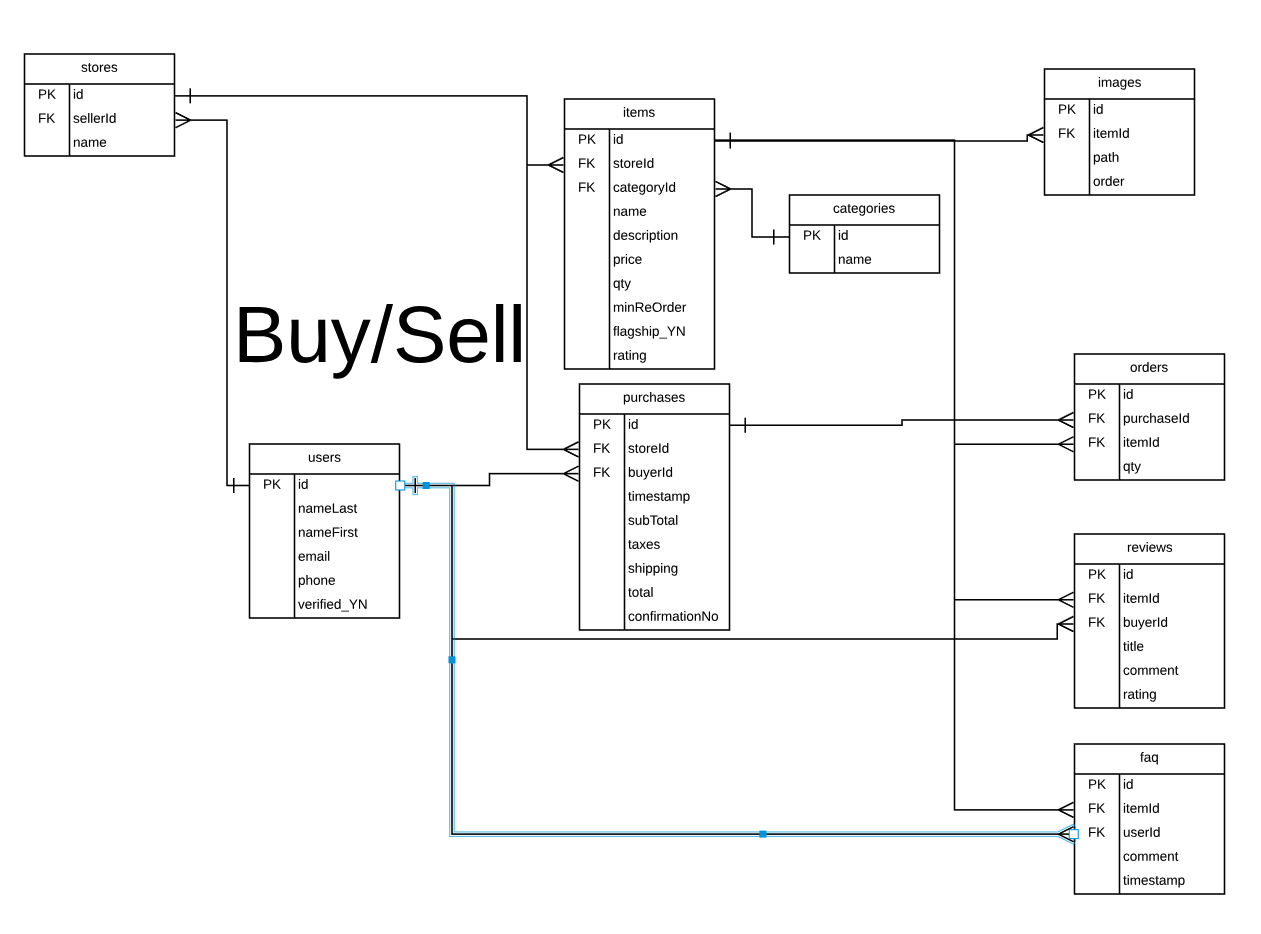 stores
PK id
FK sellerId
name
items
PK id
FK storeId
FK categoryId
name
description
price
qty
minReOrder
flagship_YN
rating
images
PK id
FK itemId
path
order
categories
PK id
name
Buy/Sell
purchases
PK id
FK storeId
FK buyerId
timestamp
subTotal
taxes
shipping
total
confirmationNo
orders
PK id
FK purchaseId
FK itemId
qty
users
PK id
nameLast
nameFirst
email
phone
verified_YN
reviews
PK id
FK itemId
FK buyerId
title
comment
rating
faq
PK id
FK itemId
FK userId
comment
timestamp